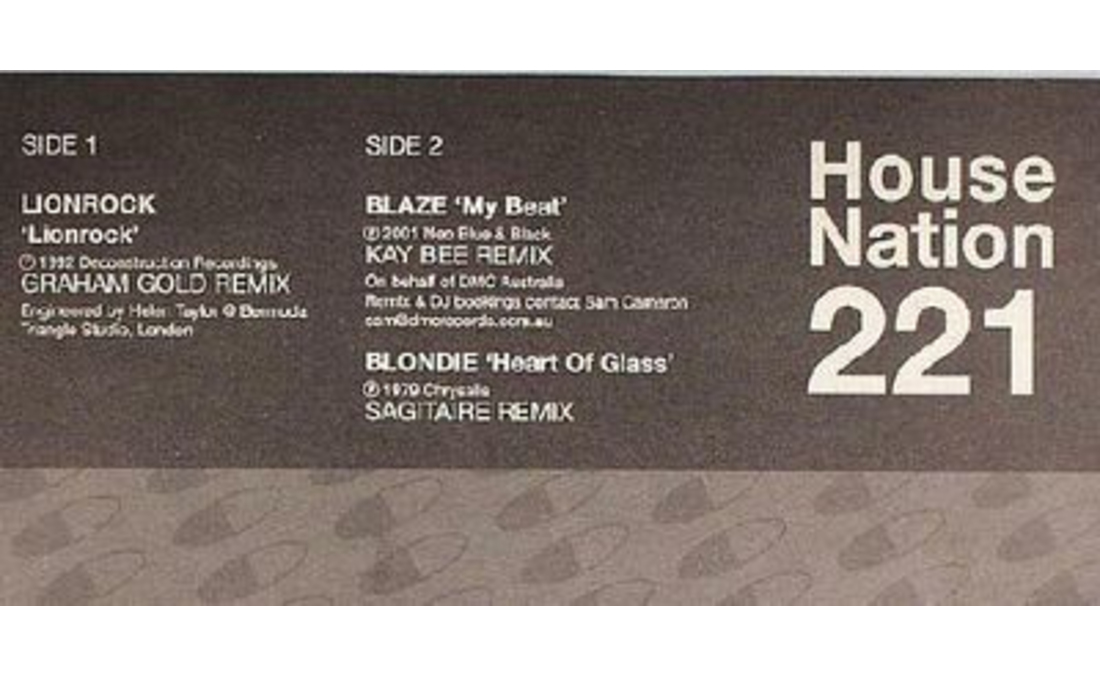 SIDE 1
LIONROCK
'Lionrock'
℗ 1992 Deconstruction Recordings
GRAHAM GOLD REMIX
Engineered by Helen Taylor @ Bermuda
Triangle Studio, London
SIDE 2
BLAZE 'My Beat'
℗ 2001 Neo Blue & Black
KAY BEE REMIX
On behalf of DMC Australia
Remix & DJ bookings contact Sam Cameron
sam@dmcrecords.com.au
BLONDIE 'Heart Of Glass'
℗ 1979 Chrysalis
SAGITAIRE REMIX
House
Nation
221